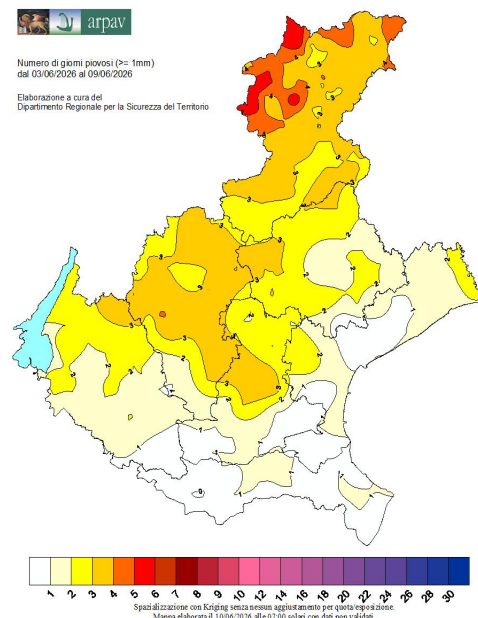 arpav
Numero di giorni piovosi (>= 1mm)
dal 03/06/2026 al 09/06/2026
Elaborazione a cura del
Dipartimento Regionale per la Sicurezza del Territorio
1 2 3 4 5 6 7 8 9 10 12 14 16 18 20 22 24 26 28 30
Spazializzazione con Kriging senza nessun aggiustamento per quota/esposizione.
Mappa elaborata il 10/06/2026 alle 07:00 solari con dati non validati